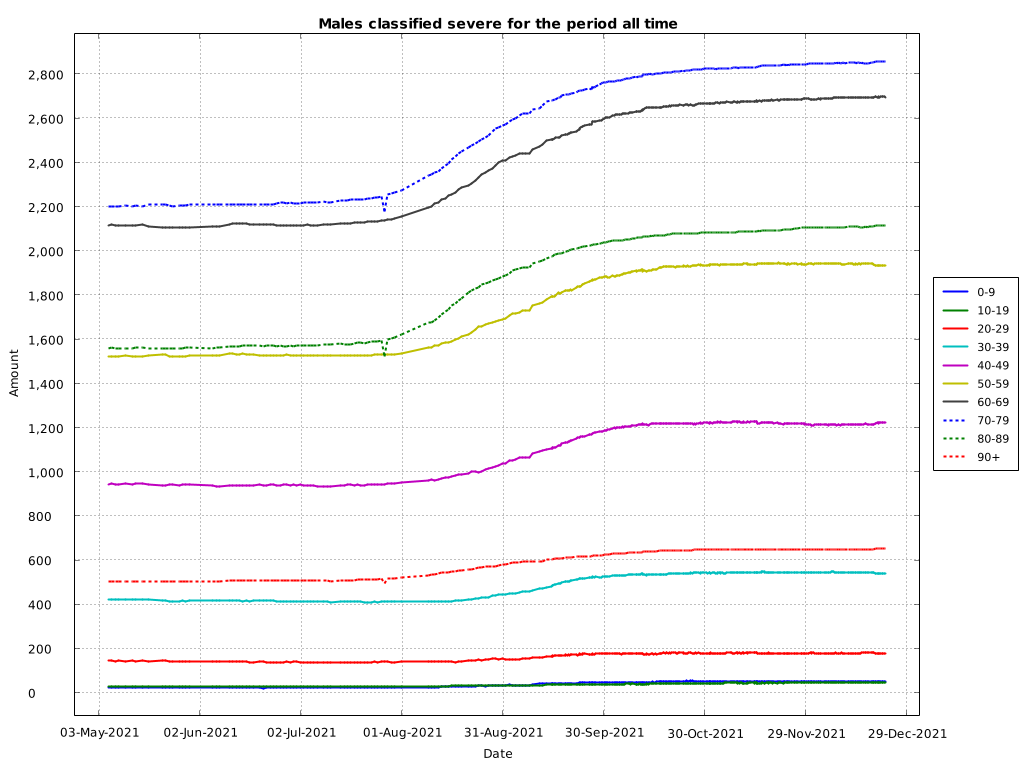 Males classified severe for the period all time
Amount
2,800
2,600
2,400
2,200
2,000
1,800
1,600
1,400
1,200
1,000
800
600
400
200
0
03-May-2021
02-Jun-2021
02-Jul-2021
01-Aug-2021
31-Aug-2021
30-Sep-2021
30-Oct-2021
29-Nov-2021
29-Dec-2021
Date
0-9
10-19
20-29
30-39
40-49
50-59
60-69
70-79
80-89
90+